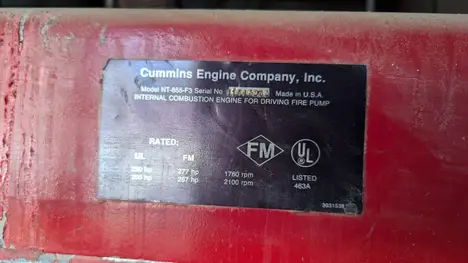 Cummins Engine Company, Inc.
Model NT-855-F3 Serial No Made in U.S.A.
INTERNAL COMBUSTION ENGINE FOR DRIVING FIRE PUMP
RATED:
UL FM
277 hp 1760 rpm
287 hp 2100 rpm
FM
UL
LISTED
463A